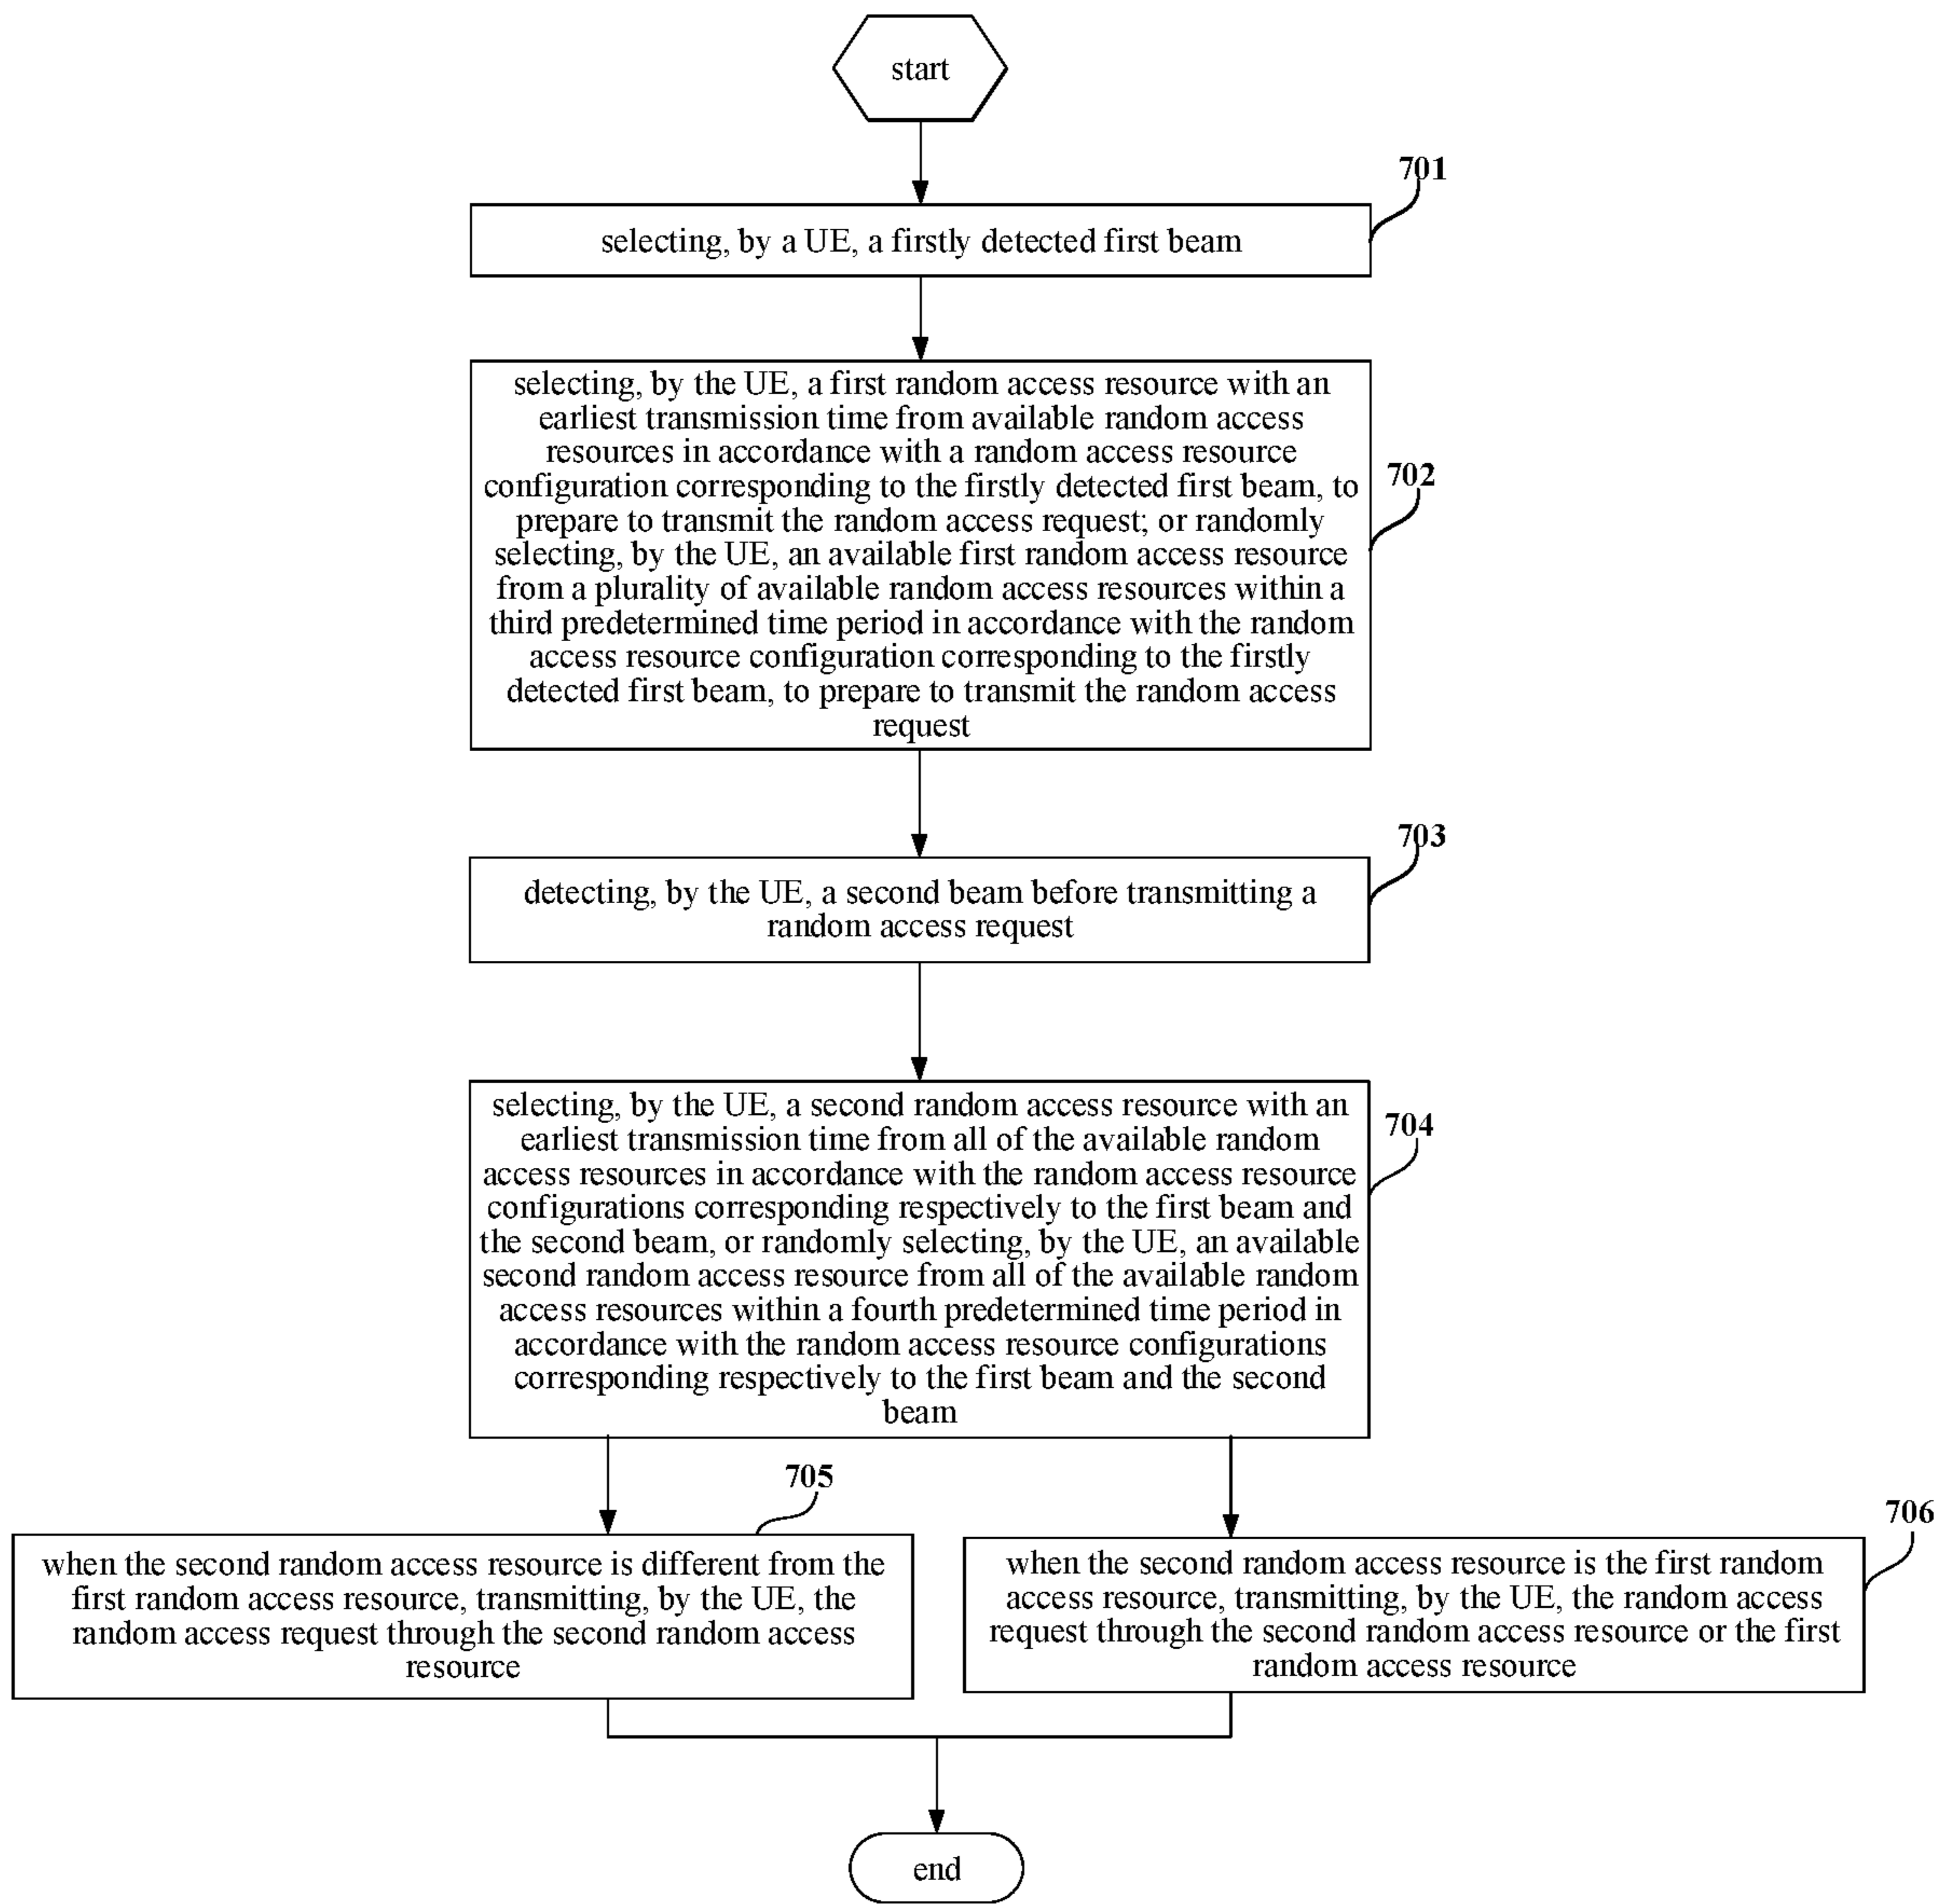 start
701
selecting, by a UE, a firstly detected first beam
selecting, by the UE, a first random access resource with an
earliest transmission time from available random access
resources in accordance with a random access resource
configuration corresponding to the firstly detected first beam, to
prepare to transmit the random access request; or randomly
selecting, by the UE, an available first random access resource
from a plurality of available random access resources within a
third predetermined time period in accordance with the random
access resource configuration corresponding to the firstly
detected first beam, to prepare to transmit the random access
request
702
703
detecting, by the UE, a second beam before transmitting a
random access request
selecting, by the UE, a second random access resource with an
earliest transmission time from all of the available random
access resources in accordance with the random access resource
configurations corresponding respectively to the first beam and
the second beam, or randomly selecting, by the UE, an available
second random access resource from all of the available random
access resources within a fourth predetermined time period in
accordance with the random access resource configurations
corresponding respectively to the first beam and the second
beam
704
705
when the second random access resource is different from the
first random access resource, transmitting, by the UE, the
random access request through the second random access
resource
706
when the second random access resource is the first random
access resource, transmitting, by the UE, the random access
request through the second random access resource or the first
random access resource
end